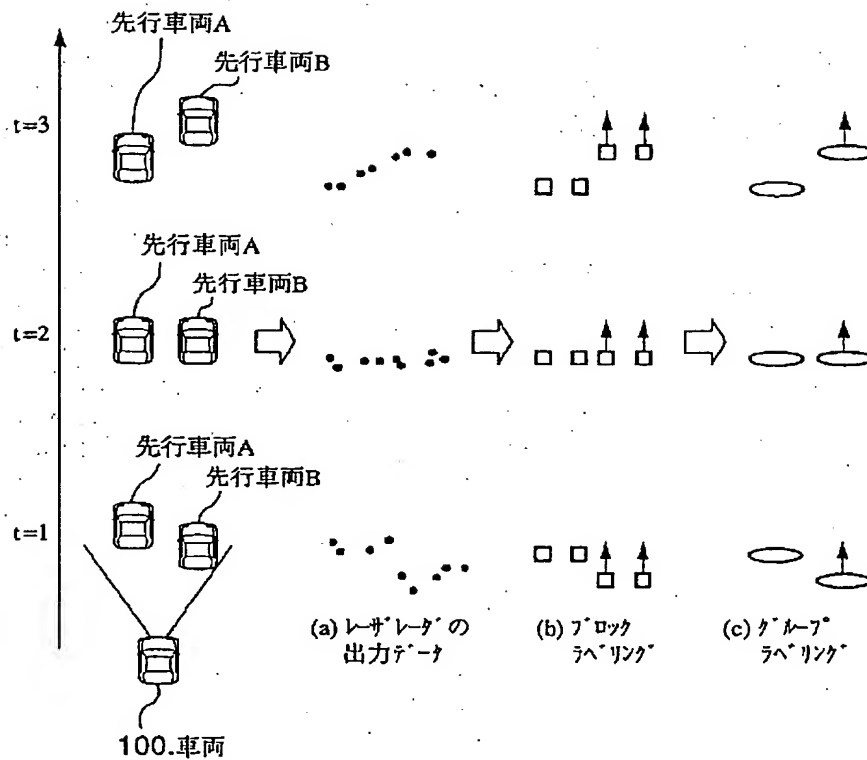 先行車両A
先行車両B
t=3
先行車両A
先行車両B
t=2
先行車両A
先行車両B
t=1
(a) ﾚｰｻﾞﾚｰﾀﾞの
出力ﾃﾞｰﾀ
(b) ﾌﾞﾛｯｸ
ﾗﾍﾞﾘﾝｸﾞ
(c) ｸﾞﾙｰﾌﾟ
ﾗﾍﾞﾘﾝｸﾞ
100.車両